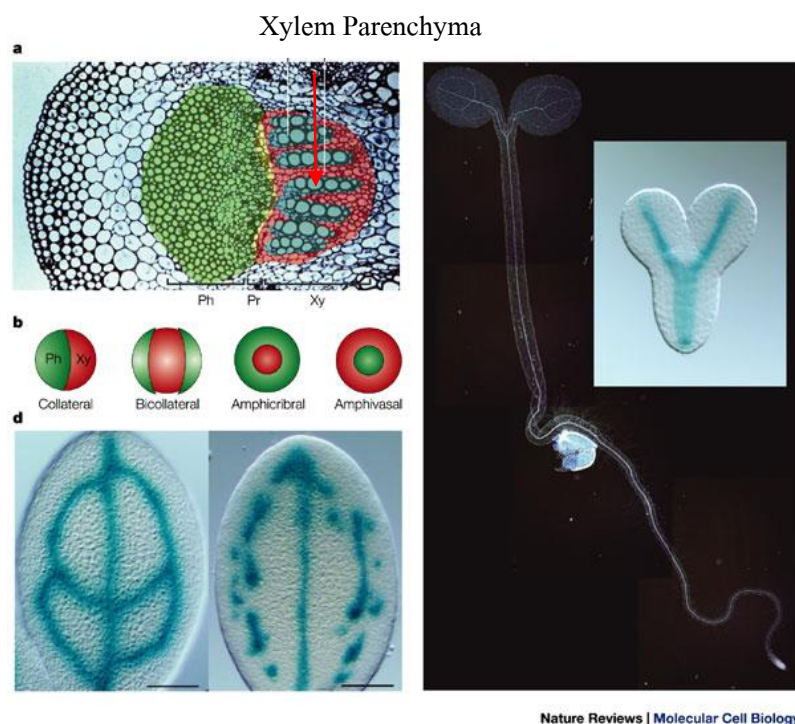 Xylem Parenchyma
a
Ph Pr Xy
b
Ph Xy
Collateral Bicollateral Amphicribral Amphivasal
d
Nature Reviews | Molecular Cell Biology